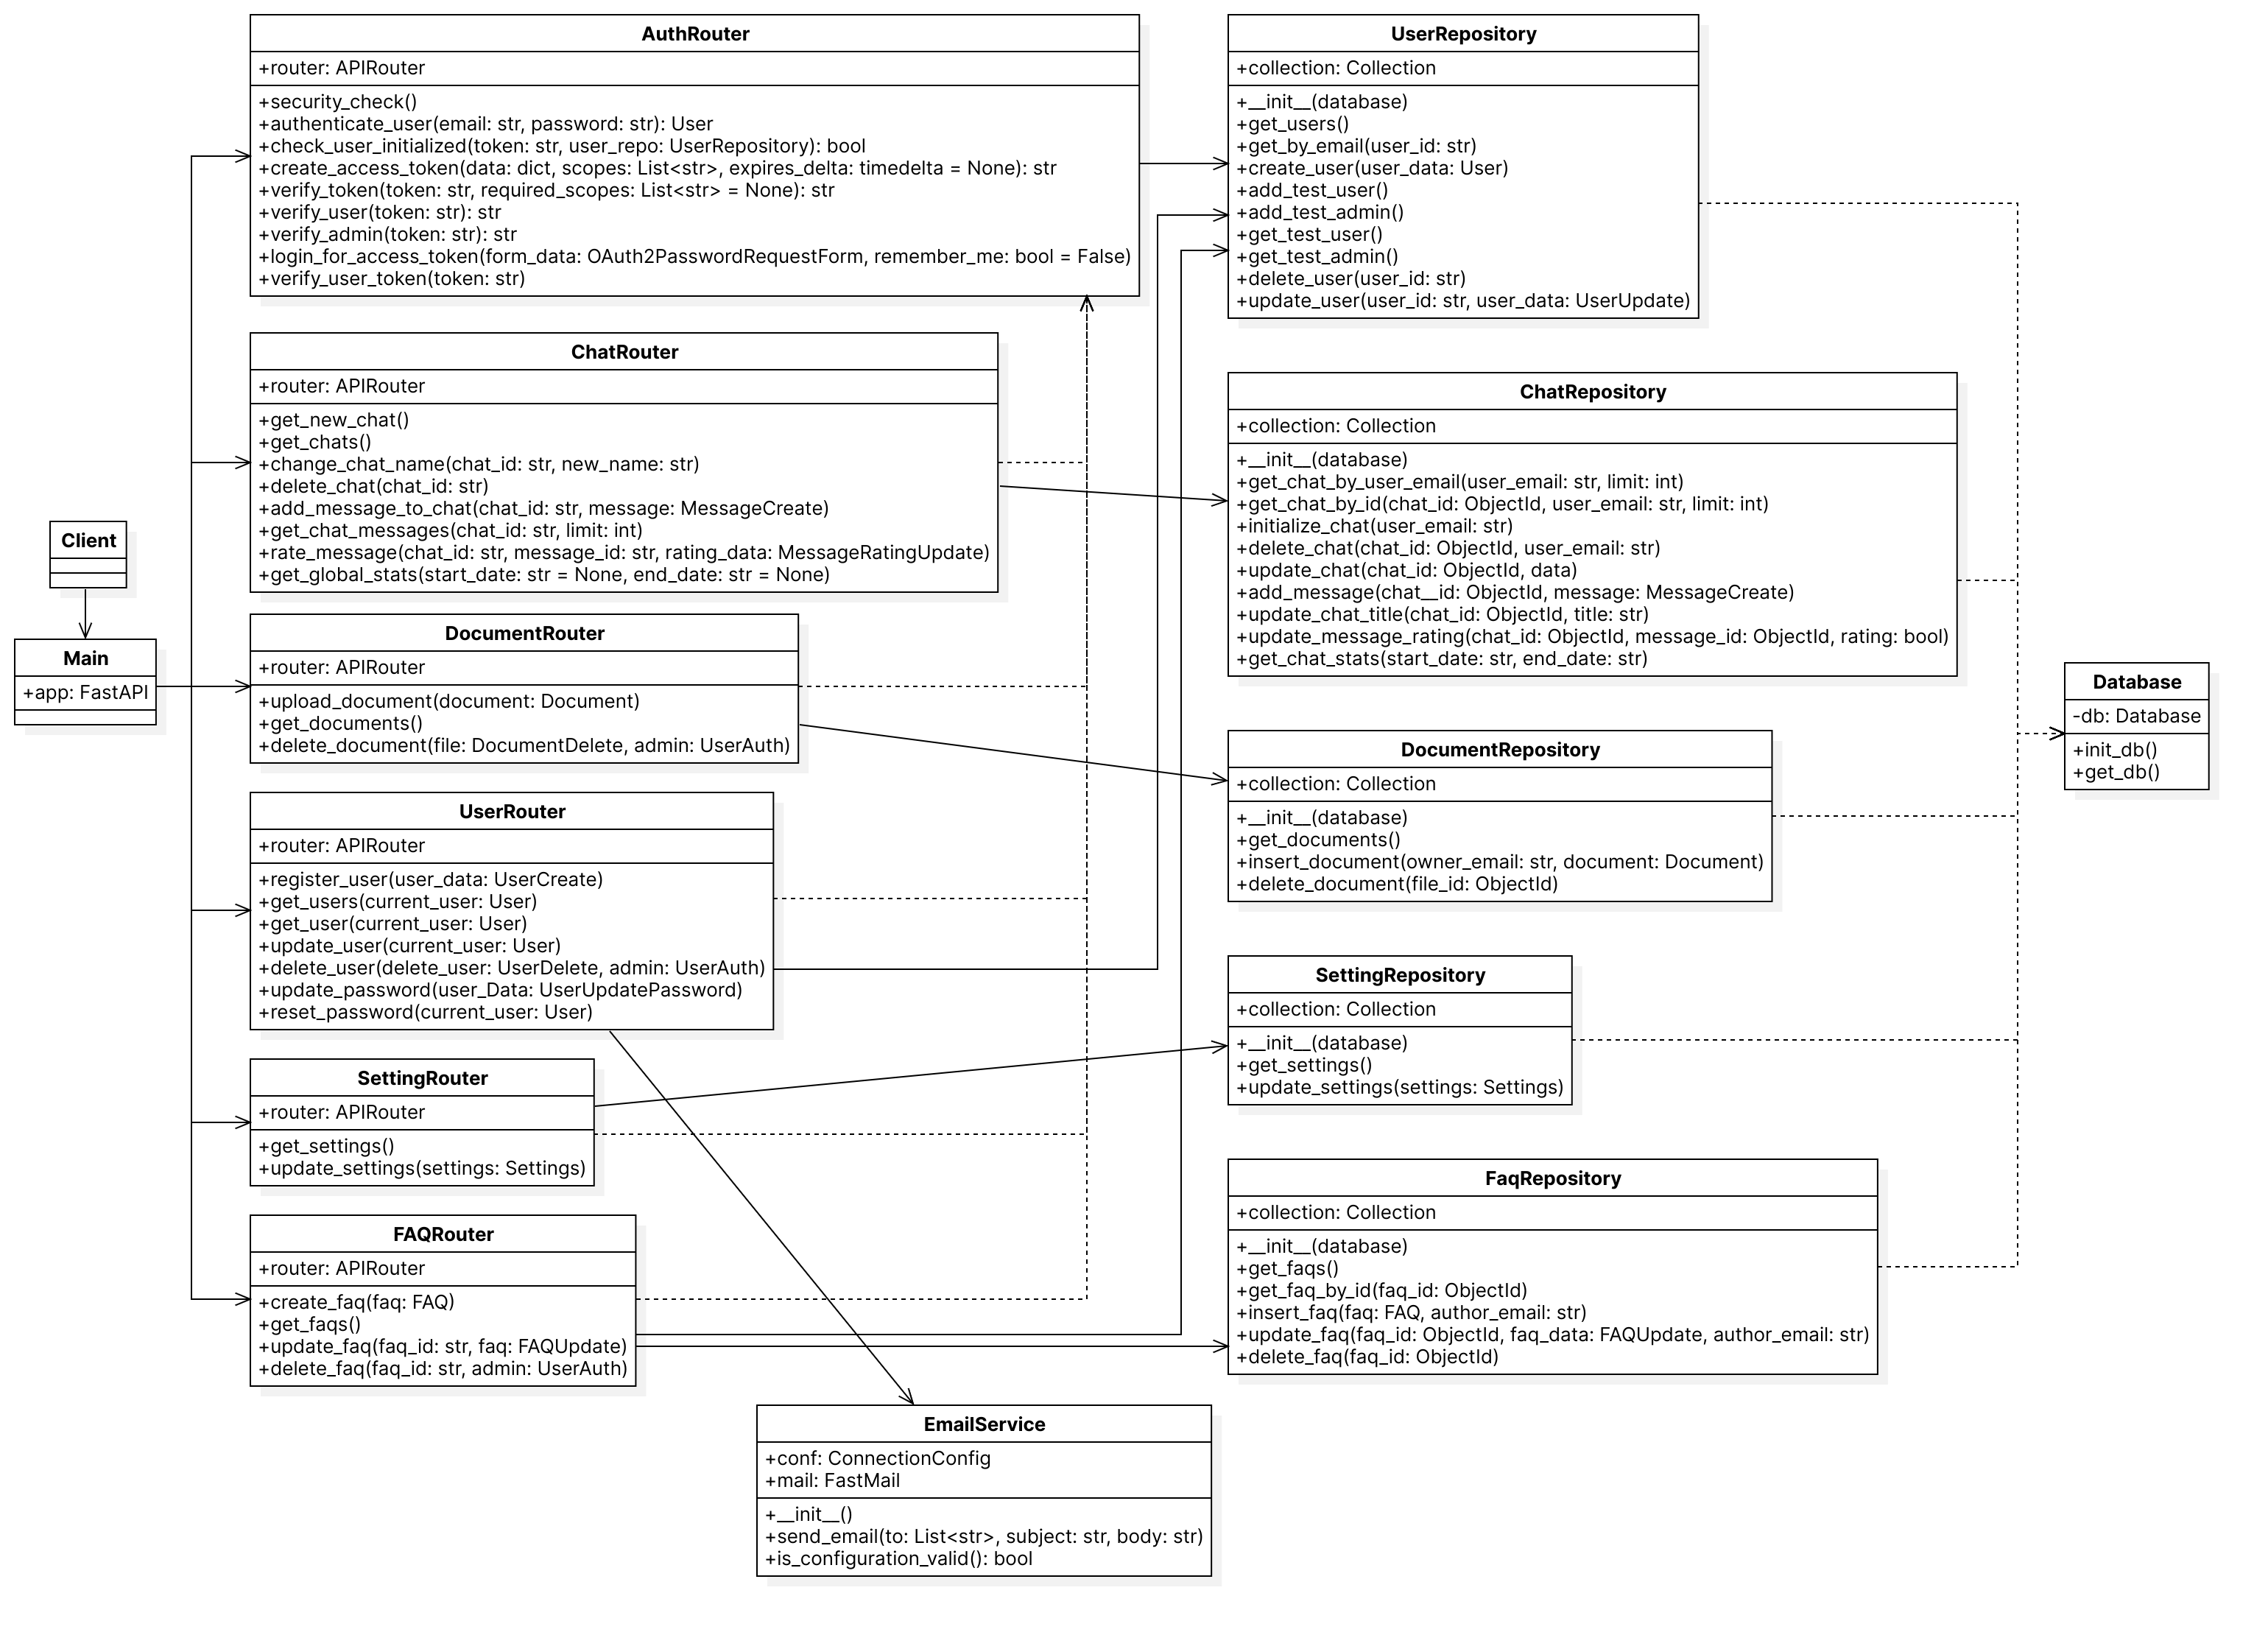 AuthRouter
+router: APIRouter
+security_check()
+authenticate_user(email: str, password: str): User
+check_user_initialized(token: str, user_repo: UserRepository): bool
+create_access_token(data: dict, scopes: List<str>, expires_delta: timedelta = None): str
+verify_token(token: str, required_scopes: List<str> = None): str
+verify_user(token: str): str
+verify_admin(token: str): str
+login_for_access_token(form_data: OAuth2PasswordRequestForm, remember_me: bool = False)
+verify_user_token(token: str)
ChatRouter
+router: APIRouter
+get_new_chat()
+get_chats()
+change_chat_name(chat_id: str, new_name: str)
+delete_chat(chat_id: str)
+add_message_to_chat(chat_id: str, message: MessageCreate)
+get_chat_messages(chat_id: str, limit: int)
+rate_message(chat_id: str, message_id: str, rating_data: MessageRatingUpdate)
+get_global_stats(start_date: str = None, end_date: str = None)
Client
Main
+app: FastAPI
DocumentRouter
+router: APIRouter
+upload_document(document: Document)
+get_documents()
+delete_document(file: DocumentDelete, admin: UserAuth)
UserRouter
+router: APIRouter
+register_user(user_data: UserCreate)
+get_users(current_user: User)
+get_user(current_user: User)
+update_user(current_user: User)
+delete_user(delete_user: UserDelete, admin: UserAuth)
+update_password(user_Data: UserUpdatePassword)
+reset_password(current_user: User)
SettingRouter
+router: APIRouter
+get_settings()
+update_settings(settings: Settings)
FAQRouter
+router: APIRouter
+create_faq(faq: FAQ)
+get_faqs()
+update_faq(faq_id: str, faq: FAQUpdate)
+delete_faq(faq_id: str, admin: UserAuth)
EmailService
+conf: ConnectionConfig
+mail: FastMail
+__init__()
+send_email(to: List<str>, subject: str, body: str)
+is_configuration_valid(): bool
UserRepository
+collection: Collection
+__init__(database)
+get_users()
+get_by_email(user_id: str)
+create_user(user_data: User)
+add_test_user()
+add_test_admin()
+get_test_user()
+get_test_admin()
+delete_user(user_id: str)
+update_user(user_id: str, user_data: UserUpdate)
ChatRepository
+collection: Collection
+__init__(database)
+get_chat_by_user_email(user_email: str, limit: int)
+get_chat_by_id(chat_id: ObjectId, user_email: str, limit: int)
+initialize_chat(user_email: str)
+delete_chat(chat_id: ObjectId, user_email: str)
+update_chat(chat_id: ObjectId, data)
+add_message(chat__id: ObjectId, message: MessageCreate)
+update_chat_title(chat_id: ObjectId, title: str)
+update_message_rating(chat_id: ObjectId, message_id: ObjectId, rating: bool)
+get_chat_stats(start_date: str, end_date: str)
DocumentRepository
+collection: Collection
+__init__(database)
+get_documents()
+insert_document(owner_email: str, document: Document)
+delete_document(file_id: ObjectId)
SettingRepository
+collection: Collection
+__init__(database)
+get_settings()
+update_settings(settings: Settings)
FaqRepository
+collection: Collection
+__init__(database)
+get_faqs()
+get_faq_by_id(faq_id: ObjectId)
+insert_faq(faq: FAQ, author_email: str)
+update_faq(faq_id: ObjectId, faq_data: FAQUpdate, author_email: str)
+delete_faq(faq_id: ObjectId)
Database
-db: Database
+init_db()
+get_db()